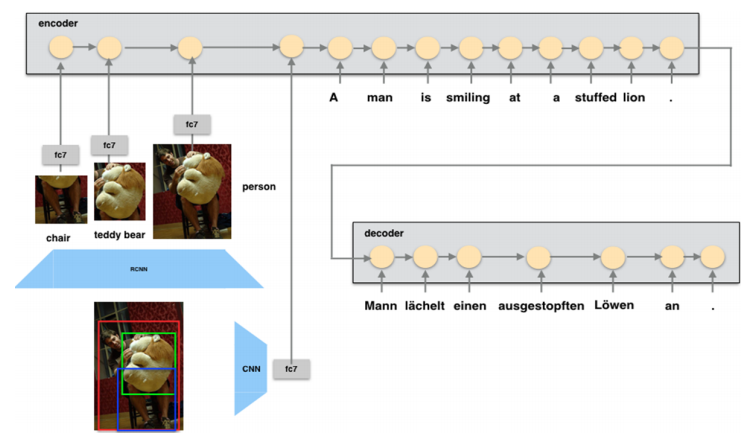 encoder
A man is smiling at a stuffed lion .
fc7
fc7
fc7
person
chair
teddy bear
decoder
RCNN
Mann lächelt einen ausgestopften Löwen an .
CNN
fc7